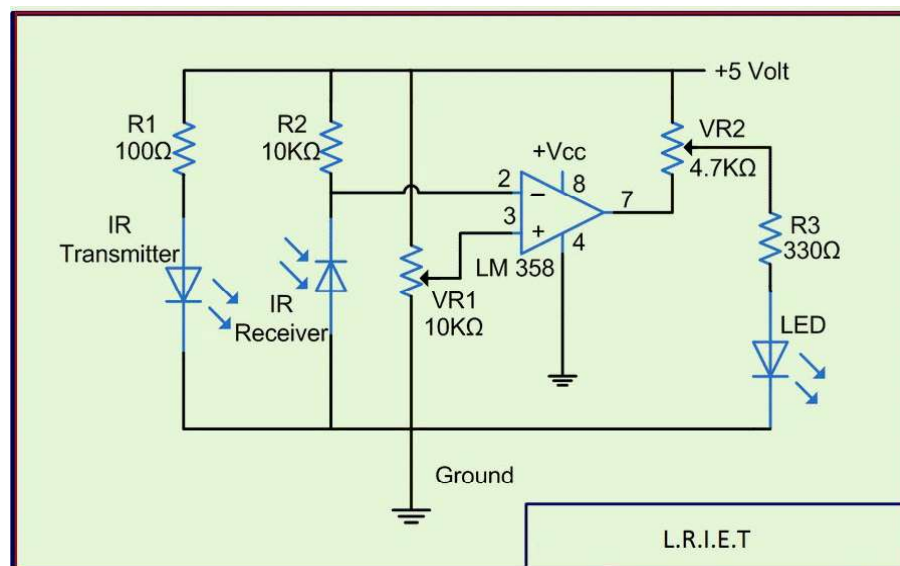 +5 Volt
R1
100Ω
R2
10KΩ
VR2
4.7KΩ
+Vcc
8
2
−
3
+
7
4
LM 358
R3
330Ω
IR
Transmitter
IR
Receiver
VR1
10KΩ
LED
Ground
L.R.I.E.T